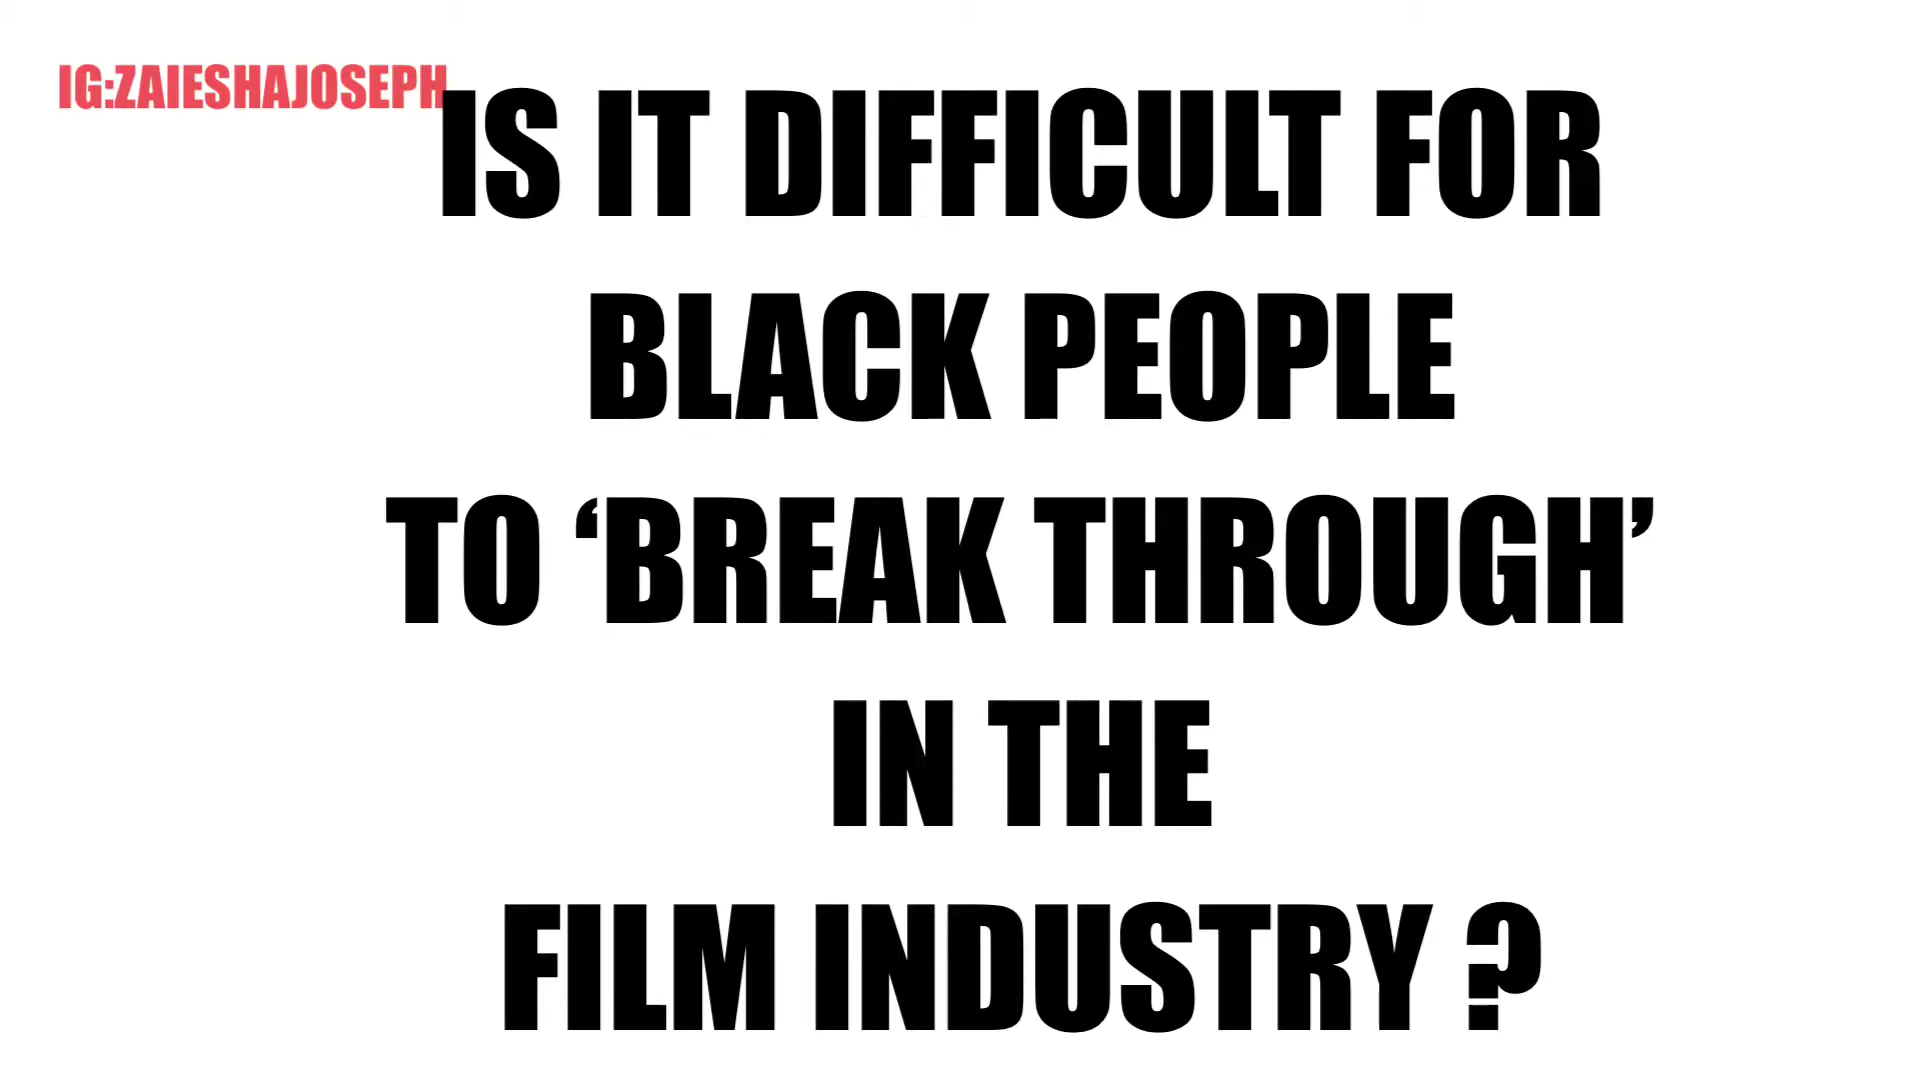 IG:ZAIESHAJOSEPH
IS IT DIFFICULT FOR
BLACK PEOPLE
TO ‘BREAK THROUGH’
IN THE
FILM INDUSTRY ?